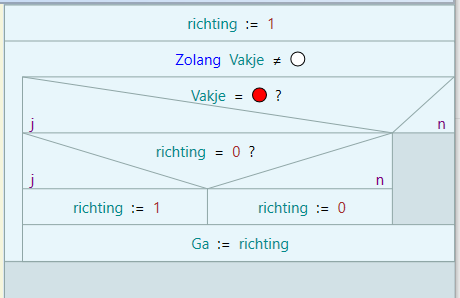 richting := 1
Zolang Vakje ≠
Vakje = ?
j n
richting = 0 ?
j n
richting := 1 richting := 0
Ga := richting